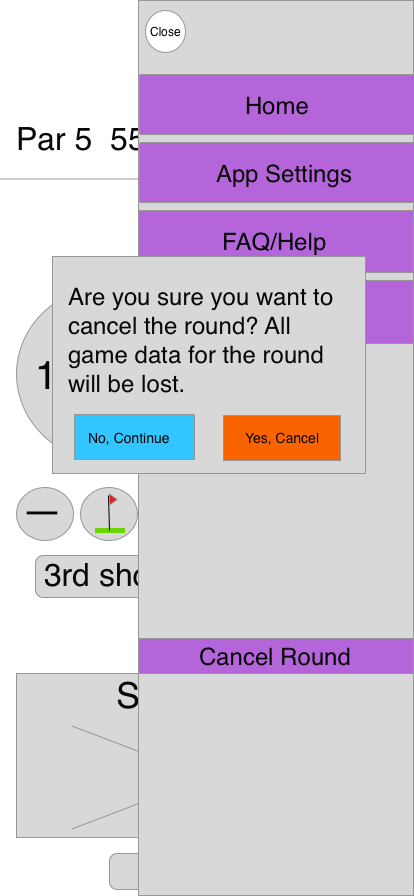 Close
Home
Par 5 55
App Settings
FAQ/Help
Are you sure you want to
cancel the round? All
game data for the round
will be lost.
1
No, Continue
Yes, Cancel
3rd sho
Cancel Round
S